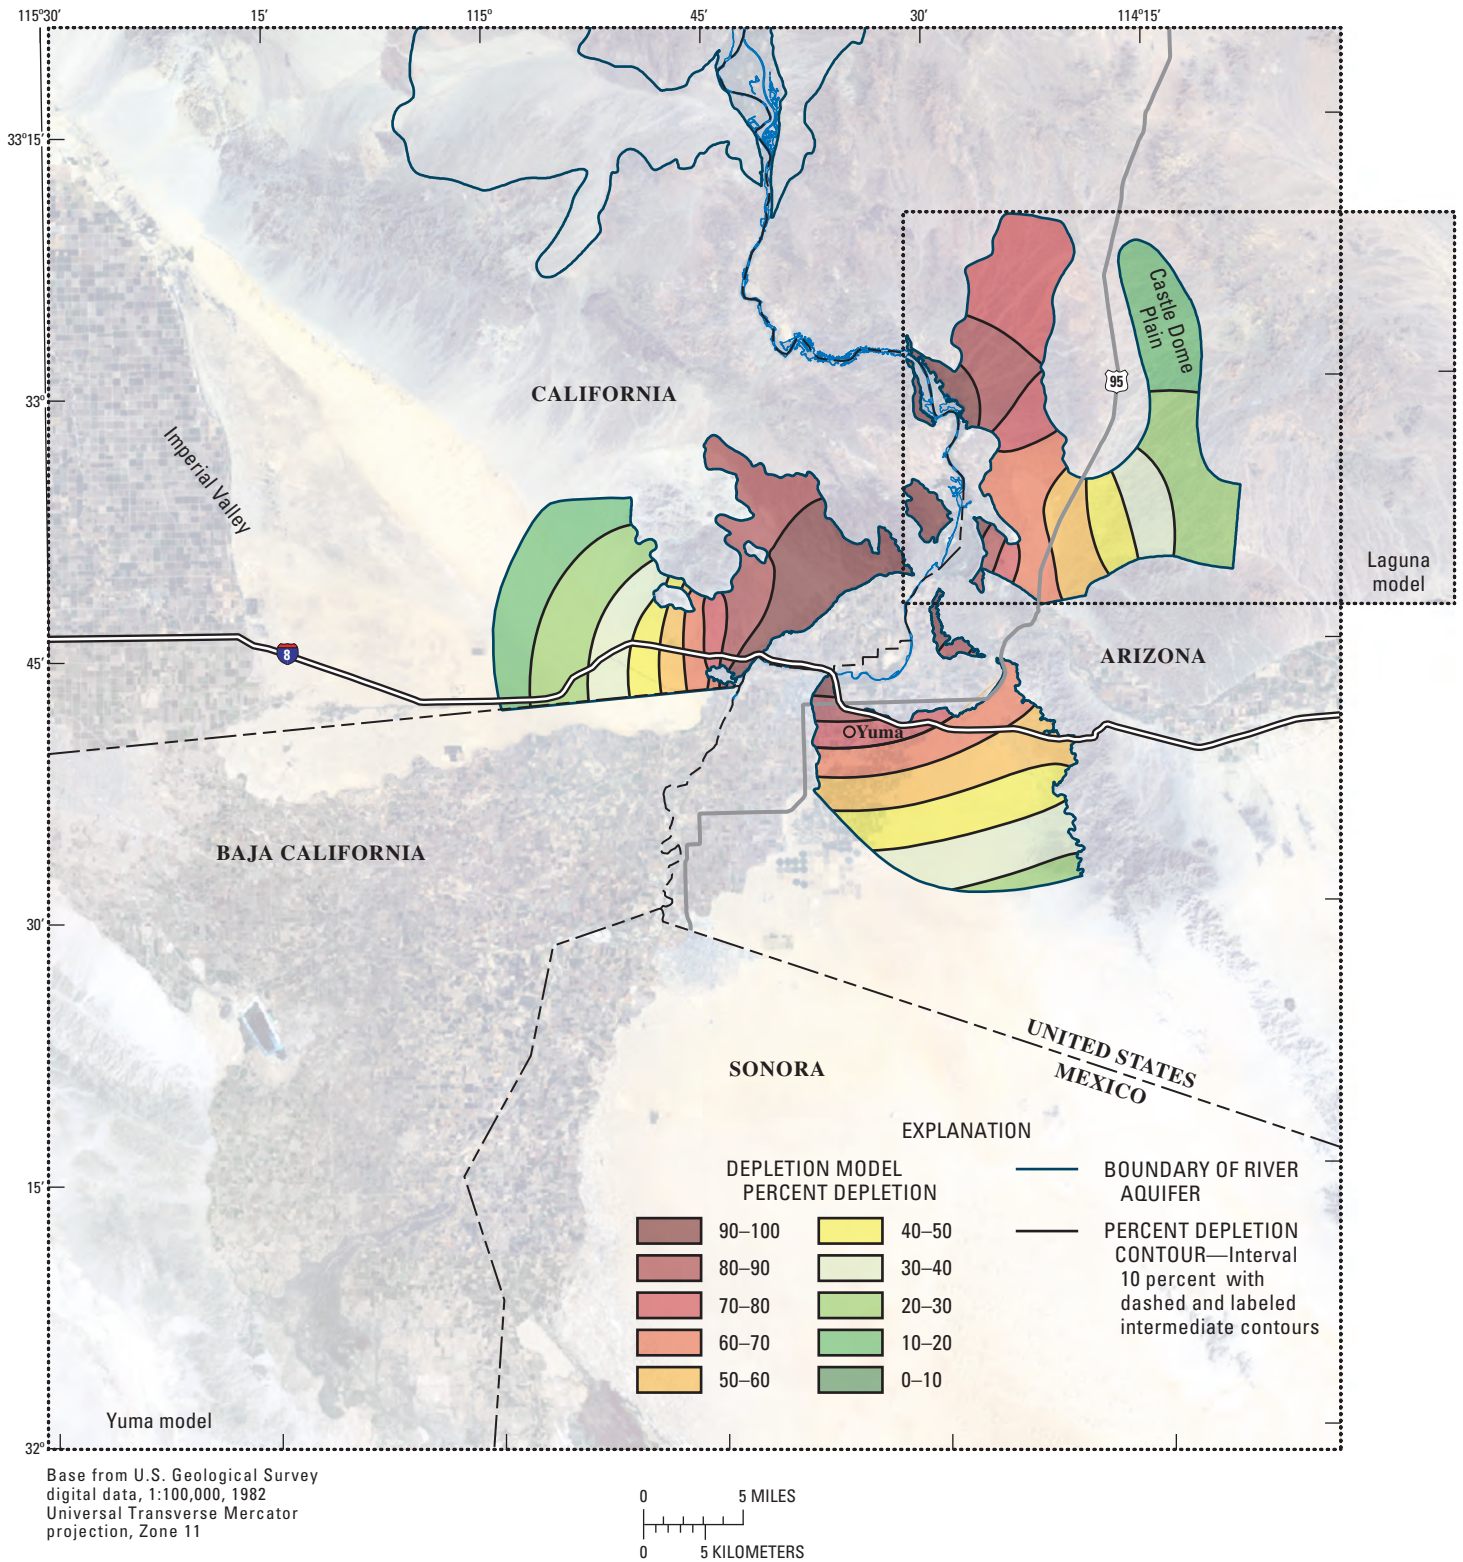 115°30′ 15′ 115° 45′ 30′ 114°15′
33°15′
33°
45′
30′
15′
32°
Castle Dome
Plain
95
CALIFORNIA
Imperial Valley
Laguna
model
8
ARIZONA
Yuma
BAJA CALIFORNIA
SONORA
UNITED STATES
MEXICO
EXPLANATION
DEPLETION MODEL
PERCENT DEPLETION
90–100
80–90
70–80
60–70
50–60
40–50
30–40
20–30
10–20
0–10
BOUNDARY OF RIVER
AQUIFER
PERCENT DEPLETION
CONTOUR—Interval
10 percent with
dashed and labeled
intermediate contours
Yuma model
Base from U.S. Geological Survey
digital data, 1:100,000, 1982
Universal Transverse Mercator
projection, Zone 11
0 5 MILES
0 5 KILOMETERS